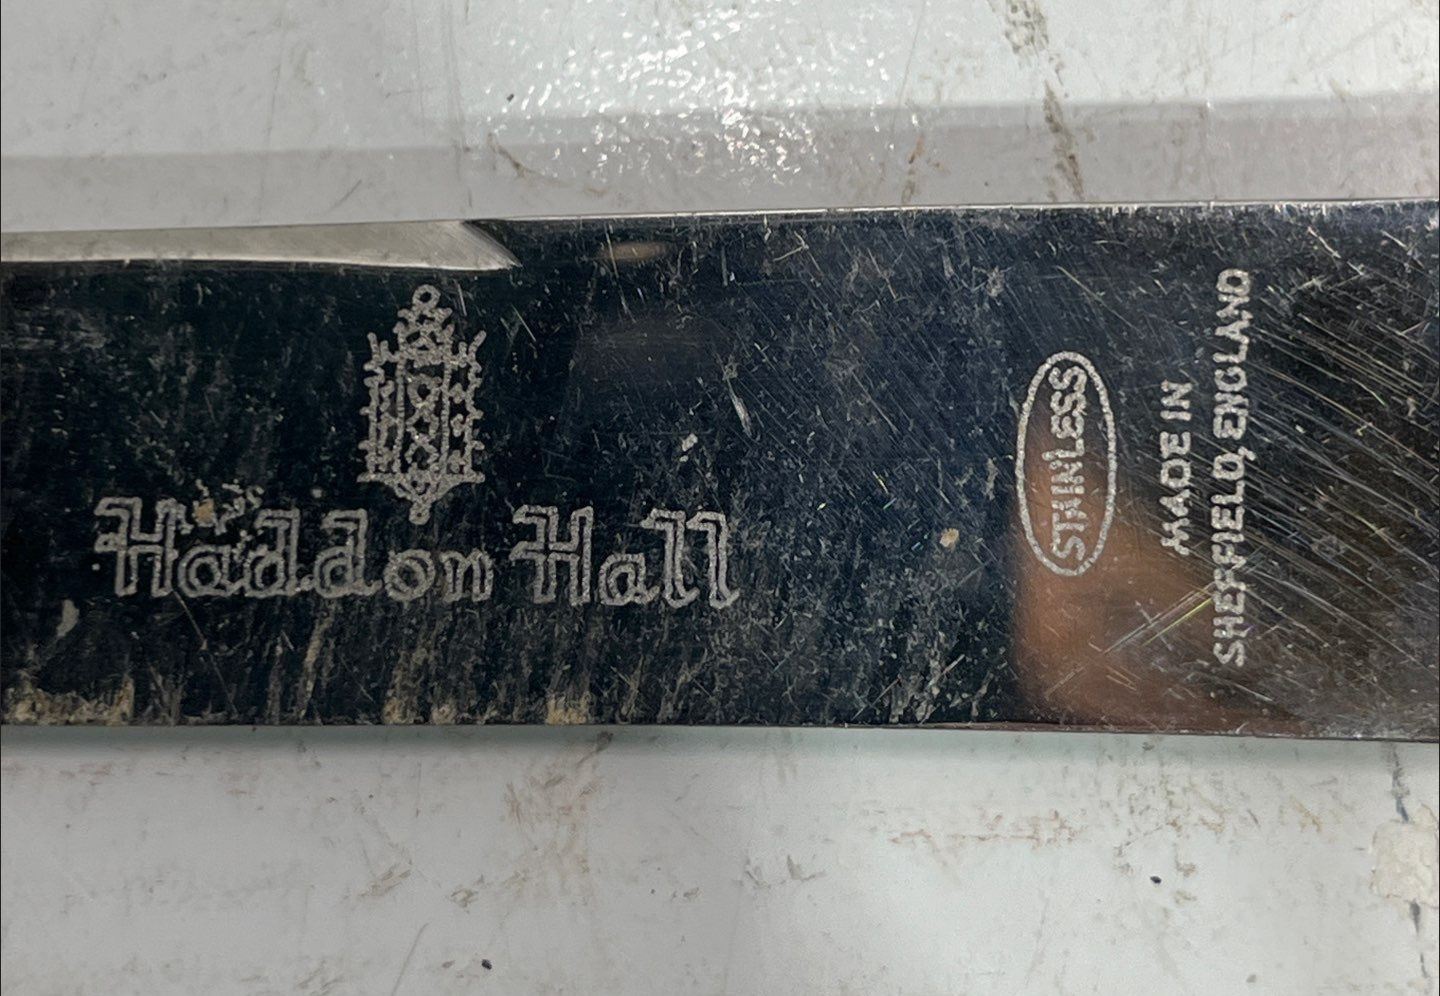 Haddon Hall
STAINLESS
MADE IN
SHEFFIELD, ENGLAND